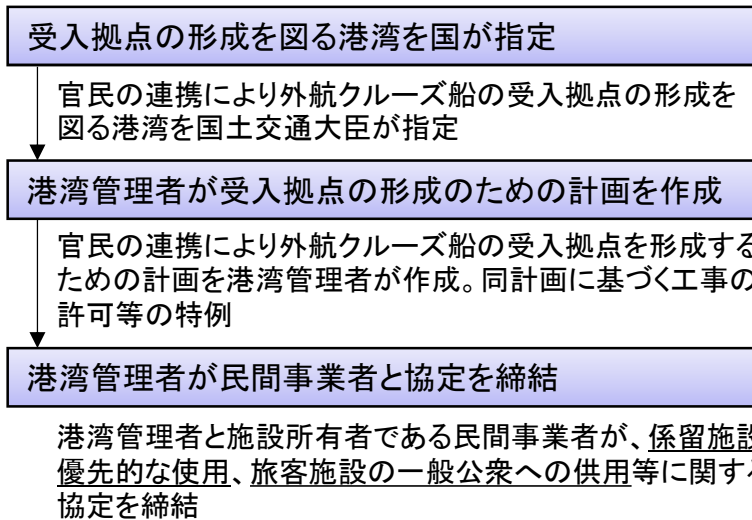 受入拠点の形成を図る港湾を国が指定
官民の連携により外航クルーズ船の受入拠点の形成を
図る港湾を国土交通大臣が指定
港湾管理者が受入拠点の形成のための計画を作成
官民の連携により外航クルーズ船の受入拠点を形成する
ための計画を港湾管理者が作成。同計画に基づく工事の
許可等の特例
港湾管理者が民間事業者と協定を締結
港湾管理者と施設所有者である民間事業者が、係留施設
優先的な使用、旅客施設の一般公衆への供用等に関する
協定を締結